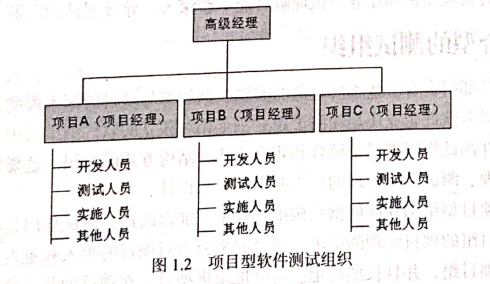 高级经理
项目A（项目经理） 项目B（项目经理） 项目C（项目经理）
开发人员 开发人员 开发人员
测试人员 测试人员 测试人员
实施人员 实施人员 实施人员
其他人员 其他人员 其他人员
图 1.2 项目型软件测试组织